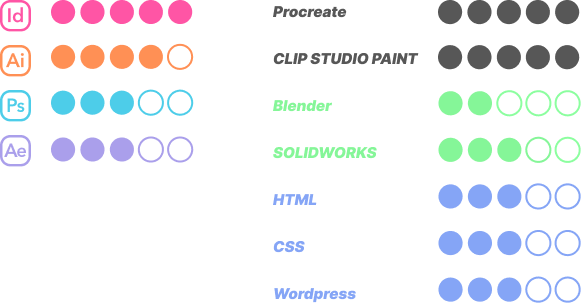 Id
Ai
Ps
Ae
Procreate
CLIP STUDIO PAINT
Blender
SOLIDWORKS
HTML
CSS
Wordpress